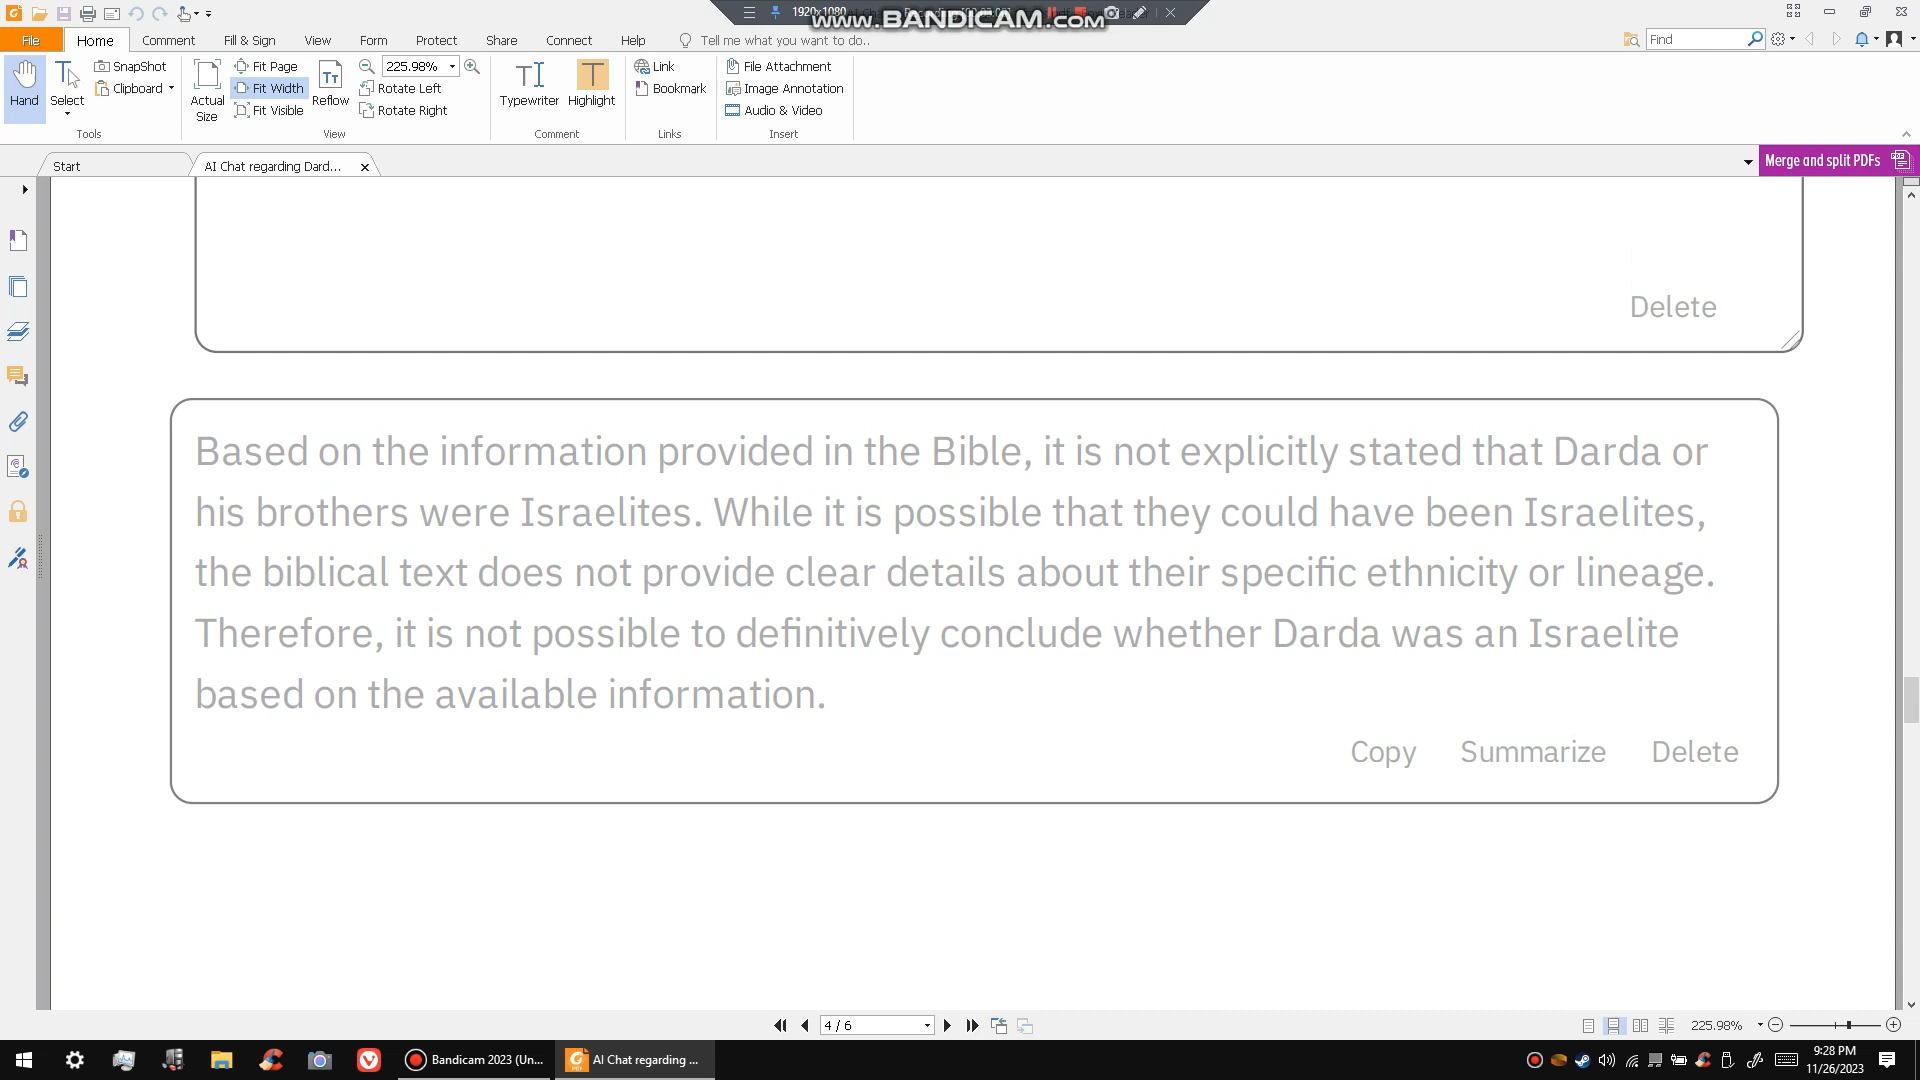 1920x1080
www.BANDICAM.com
File Home Comment Fill & Sign View Form Protect Share Connect Help Tell me what you want to do.. Find
Hand
Select
SnapShot
Clipboard
Tools
Actual Size
Fit Page
Fit Width
Fit Visible
Reflow
225.98%
Rotate Left
Rotate Right
View
Typewriter
Highlight
Comment
Link
Bookmark
Links
File Attachment
Image Annotation
Audio & Video
Insert
Start
AI Chat regarding Dard...
Merge and split PDFs
Delete
Based on the information provided in the Bible, it is not explicitly stated that Darda or
his brothers were Israelites. While it is possible that they could have been Israelites,
the biblical text does not provide clear details about their specific ethnicity or lineage.
Therefore, it is not possible to definitively conclude whether Darda was an Israelite
based on the available information.
Copy Summarize Delete
4 / 6
225.98%
Bandicam 2023 (Un...
AI Chat regarding ...
9:28 PM
11/26/2023